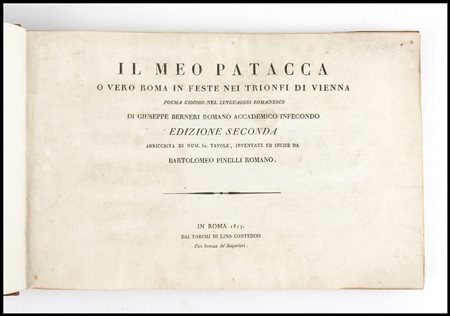 IL MEO PATACCA
O VERO ROMA IN FESTE NEI TRIONFI DI VIENNA
POEMA GIOCOSO NEL LINGUAGGIO ROMANESCO
DI GIUSEPPE BERNERI ROMANO ACCADEMICO INFECONDO
EDIZIONE SECONDA
ARRICCHITA DI NUM. 52. TAVOLE, INVENTATE ED INCISE DA
BARTOLOMEO PINELLI ROMANO.
IN ROMA 1823.
DAI TORCHI DI LINO CONTEDINI
Con licenza de' Superiori.